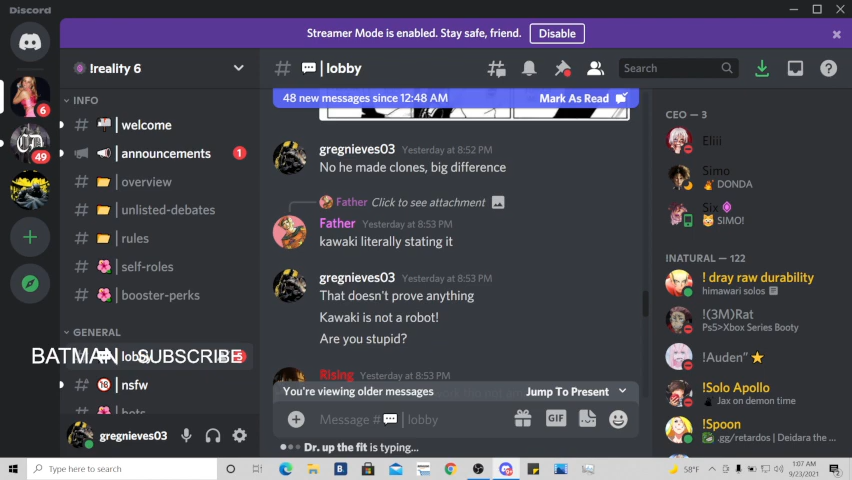 Discord
Streamer Mode is enabled. Stay safe, friend.
Disable
!reality 6
INFO
welcome
announcements
1
overview
unlisted-debates
rules
self-roles
booster-perks
GENERAL
BATMAN SUBSCRIBE
nsfw
bots
6
49
gregnieves03
lobby
Search
48 new messages since 12:48 AM
Mark As Read
gregnieves03 Yesterday at 8:52 PM
No he made clones, big difference
Father Click to see attachment
Father Yesterday at 8:53 PM
kawaki literally stating it
gregnieves03 Yesterday at 8:53 PM
That doesn't prove anything
Kawaki is not a robot!
Are you stupid?
Rising Yesterday at 8:53 PM
You're viewing older messages
Jump To Present
Message # lobby
GIF
Dr. up the fit is typing...
CEO — 3
Eliii
Simo
DONDA
Six
SIMO!
INATURAL — 122
! dray raw durability
himawari solos
!(3M)Rat
Ps5>Xbox Series Booty
!Auden”
!Solo Apollo
Jax on demon time
!Spoon
.gg/retardos | Deidara the ...
Type here to search
58°F
1:07 AM
9/23/2021